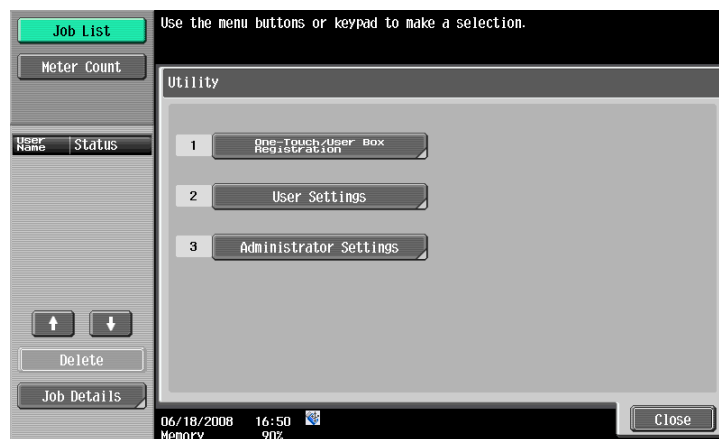 Job List
Meter Count
User Name Status
Delete
Job Details
Use the menu buttons or keypad to make a selection.
Utility
1 One-Touch/User Box
Registration
2 User Settings
3 Administrator Settings
06/18/2008 16:50
Memory 90%
Close